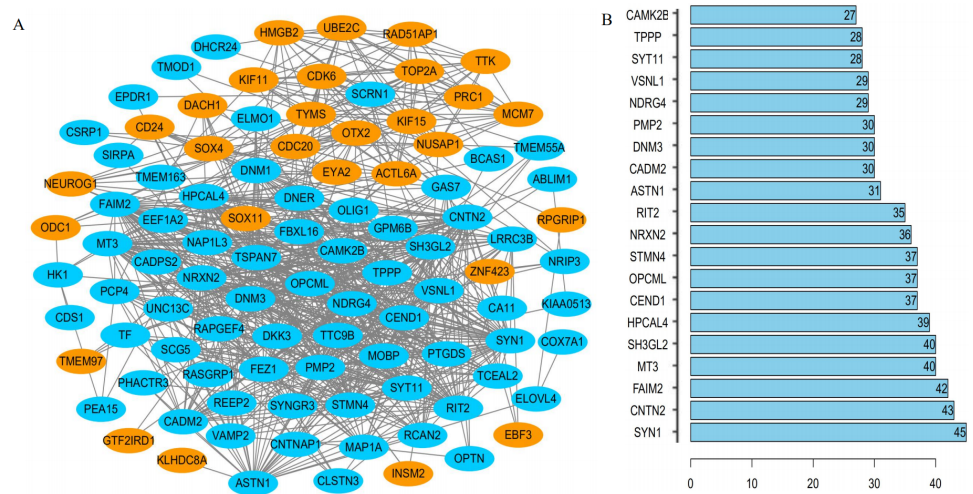 A
HMGB2
UBE2C
RAD51AP1
DHCR24
TTK
TMOD1
KIF11
CDK6
TOP2A
SCRN1
EPDR1
DACH1
PRC1
CSRP1
CD24
ELMO1
TYMS
KIF15
MCM7
OTX2
SIRPA
SOX4
CDC20
NUSAP1
TMEM55A
BCAS1
NEUROG1
TMEM163
DNM1
EYA2
ACTL6A
ABLIM1
FAIM2
HPCAL4
DNER
GAS7
ODC1
EEF1A2
SOX11
OLIG1
CNTN2
RPGRIP1
MT3
NAP1L3
FBXL16
GPM6B
SH3GL2
LRRC3B
CADPS2
TSPAN7
CAMK2B
NRIP3
HK1
NRXN2
TPPP
ZNF423
PCP4
OPCML
VSNL1
CDS1
UNC13C
DNM3
NDRG4
CA11
KIAA0513
TF
RAPGEF4
DKK3
TTC9B
CEND1
SYN1
COX7A1
SCG5
MOBP
PTGDS
TMEM97
RASGRP1
FEZ1
PMP2
TCEAL2
PHACTR3
SYT11
ELOVL4
PEA15
REEP2
SYNGR3
STMN4
RIT2
CADM2
GTF2IRD1
VAMP2
CNTNAP1
MAP1A
RCAN2
EBF3
KLHDC8A
OPTN
ASTN1
CLSTN3
INSM2
B
CAMK2B 27
TPPP 28
SYT11 28
VSNL1 29
NDRG4 29
PMP2 30
DNM3 30
CADM2 30
ASTN1 31
RIT2 35
NRXN2 36
STMN4 37
OPCML 37
CEND1 37
HPCAL4 39
SH3GL2 40
MT3 40
FAIM2 42
CNTN2 43
SYN1 45
0 10 20 30 40